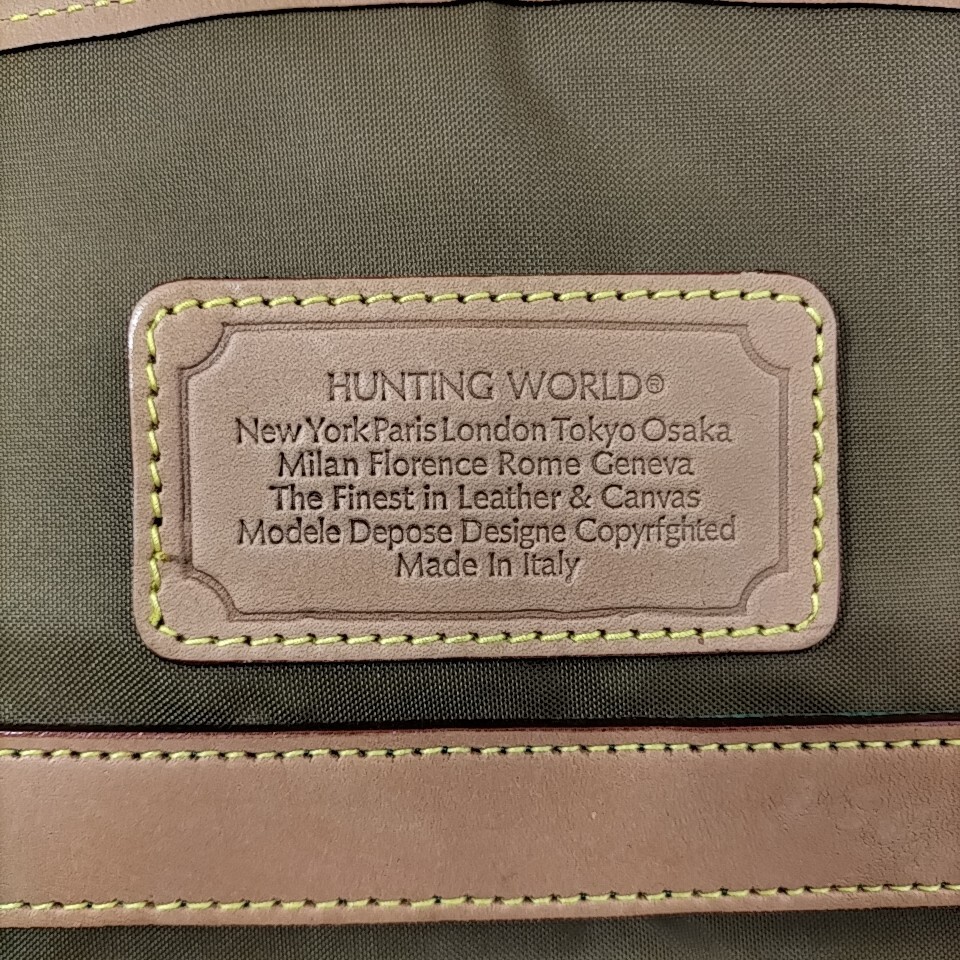 HUNTING WORLD®
New York Paris London Tokyo Osaka
Milan Florence Rome Geneva
The Finest in Leather & Canvas
Modele Depose Designe Copyrfghted
Made In Italy